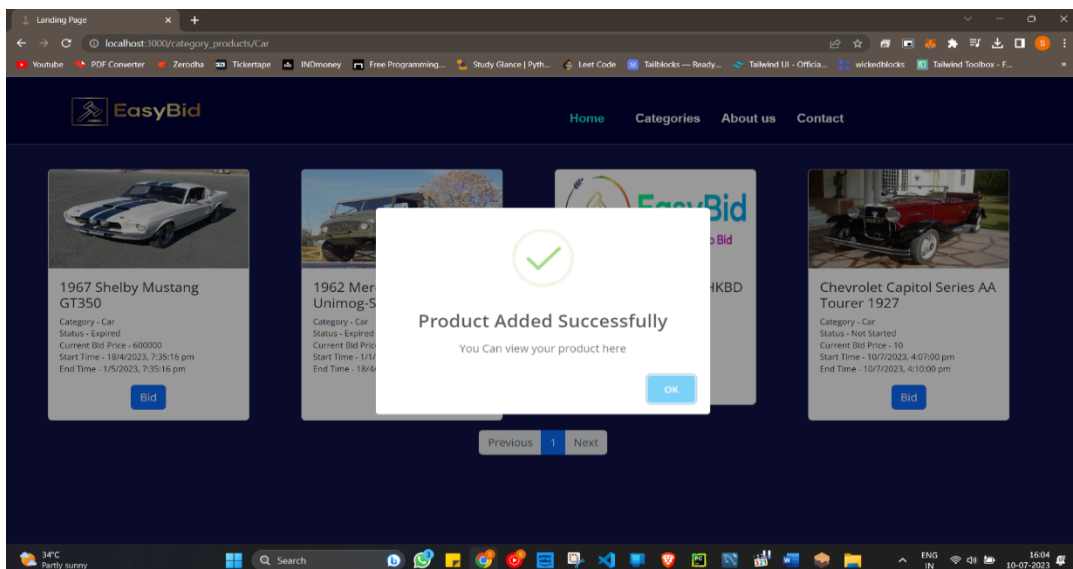 Landing Page
localhost:3000/category_products/Car
Youtube PDF Converter Zerodha Tickertape INDmoney Free Programming... Study Glance | Pyth... Leet Code Tailblocks — Ready... Tailwind UI - Officia... wickedblocks Tailwind Toolbox - F... »
EasyBid
Home Categories About us Contact
1967 Shelby Mustang
GT350
Category - Car
Status - Expired
Current Bid Price - 600000
Start Time - 18/4/2023, 7:35:16 pm
End Time - 1/5/2023, 7:35:16 pm
Bid
1962 Mer
Unimog-S
Category - Car
Status - Expired
Current Bid Pric
Start Time - 1/1/
End Time - 18/4/
EasyBid
Bid
HKBD
Chevrolet Capitol Series AA
Tourer 1927
Category - Car
Status - Not Started
Current Bid Price - 10
Start Time - 10/7/2023, 4:07:00 pm
End Time - 10/7/2023, 4:10:00 pm
Bid
Product Added Successfully
You Can view your product here
OK
Previous 1 Next
34°C
Partly sunny
Search
ENG
IN
16:04
10-07-2023